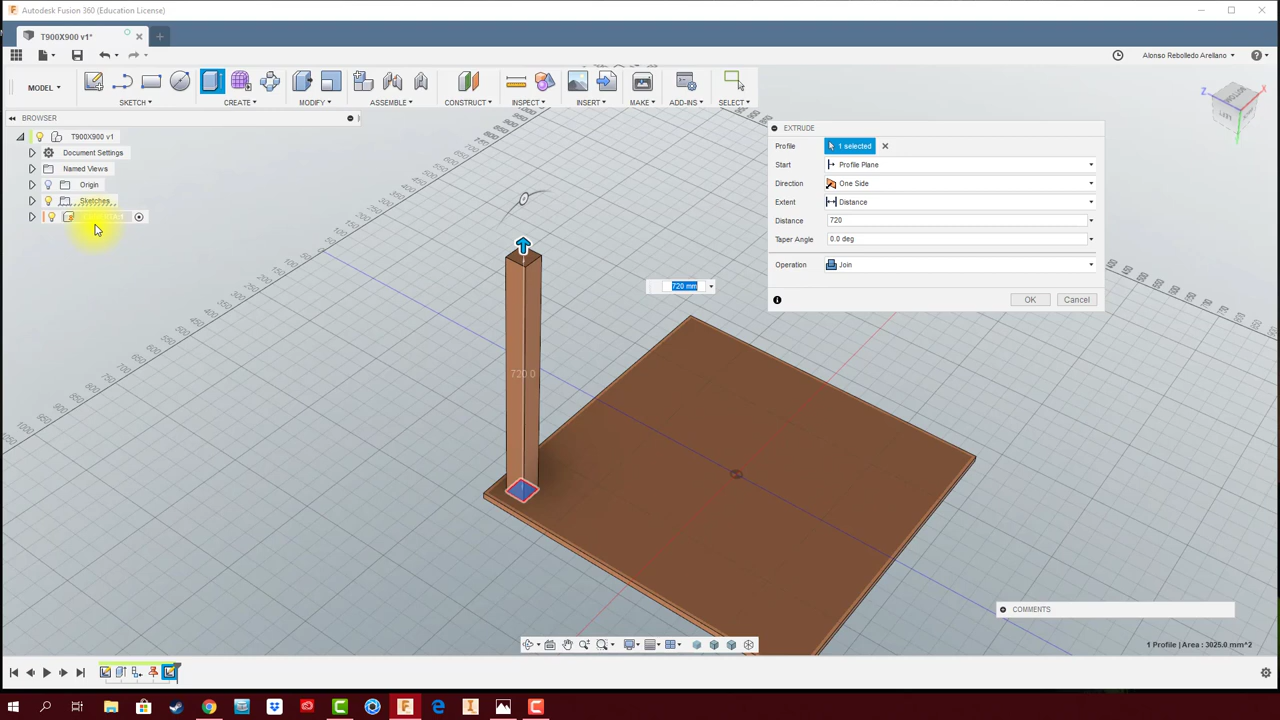 Autodesk Fusion 360 (Education License)
T900X900 v1*
Alonso Rebolledo Arellano
MODEL
SKETCH
CREATE
MODIFY
ASSEMBLE
CONSTRUCT
INSPECT
INSERT
MAKE
ADD-INS
SELECT
BROWSER
T900X900 v1
Document Settings
Named Views
Origin
Sketches
EXTRUDE
Profile 1 selected
Start Profile Plane
Direction One Side
Extent Distance
Distance 720
Taper Angle 0.0 deg
Operation Join
OK Cancel
720 mm
720.0
COMMENTS
1 Profile | Area : 3025.0 mm^2